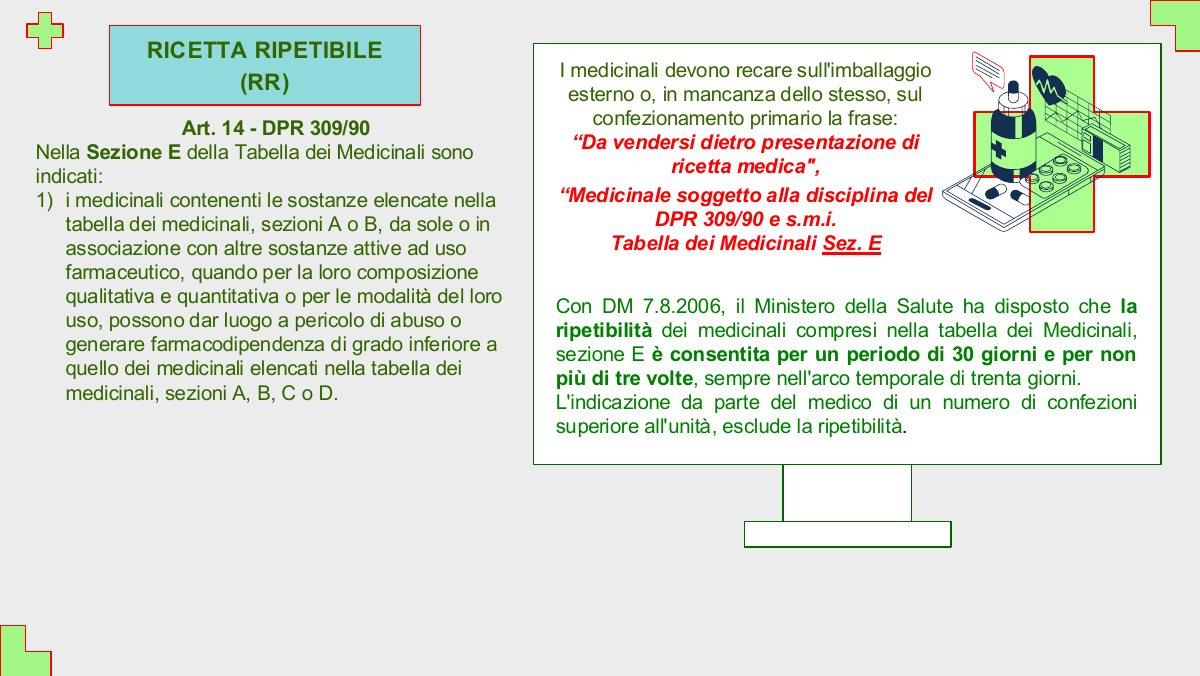 RICETTA RIPETIBILE
(RR)
Art. 14 - DPR 309/90
Nella Sezione E della Tabella dei Medicinali sono
indicati:
1) i medicinali contenenti le sostanze elencate nella
tabella dei medicinali, sezioni A o B, da sole o in
associazione con altre sostanze attive ad uso
farmaceutico, quando per la loro composizione
qualitativa e quantitativa o per le modalità del loro
uso, possono dar luogo a pericolo di abuso o
generare farmacodipendenza di grado inferiore a
quello dei medicinali elencati nella tabella dei
medicinali, sezioni A, B, C o D.
I medicinali devono recare sull'imballaggio
esterno o, in mancanza dello stesso, sul
confezionamento primario la frase:
“Da vendersi dietro presentazione di
ricetta medica",
“Medicinale soggetto alla disciplina del
DPR 309/90 e s.m.i.
Tabella dei Medicinali Sez. E
Con DM 7.8.2006, il Ministero della Salute ha disposto che la
ripetibilità dei medicinali compresi nella tabella dei Medicinali,
sezione E è consentita per un periodo di 30 giorni e per non
più di tre volte, sempre nell'arco temporale di trenta giorni.
L'indicazione da parte del medico di un numero di confezioni
superiore all'unità, esclude la ripetibilità.